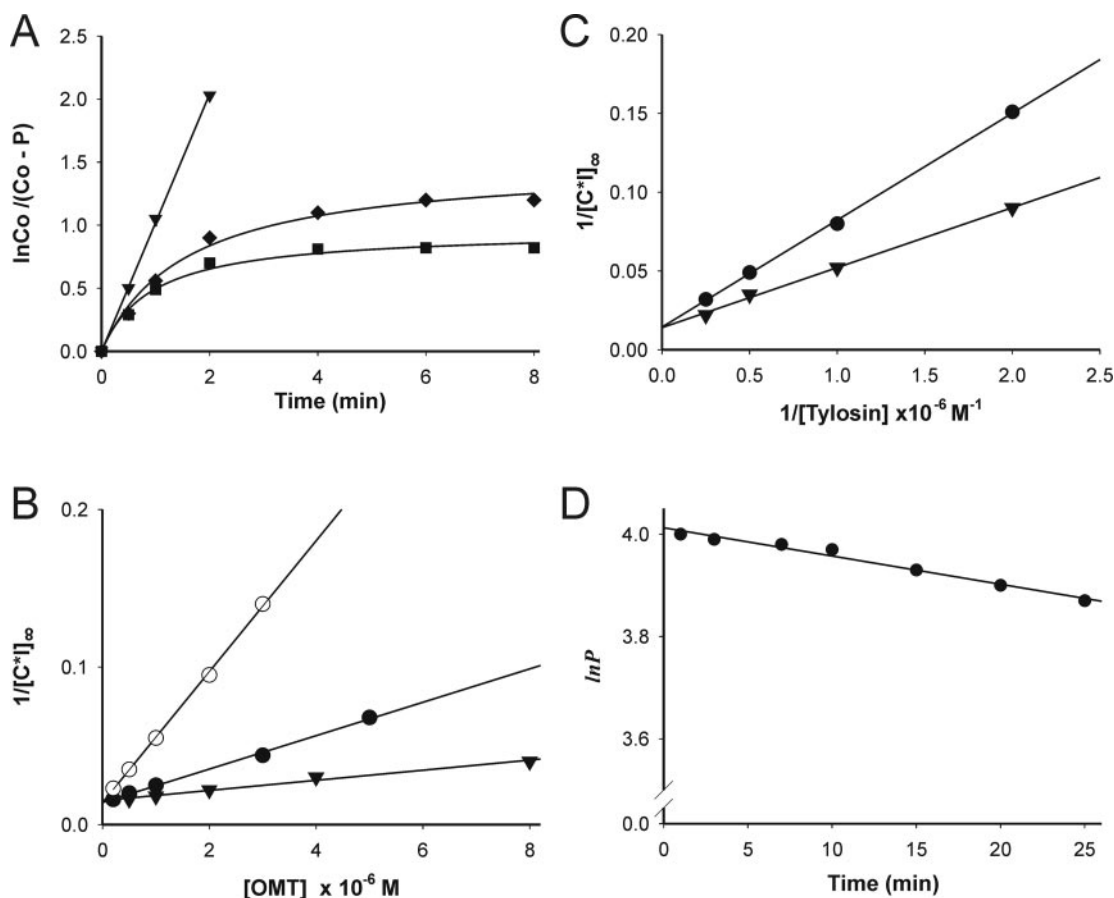 A
lnCo /(Co - P)
2.5
2.0
1.5
1.0
0.5
0.0
0 2 4 6 8
Time (min)
C
1/[C*I]∞
0.20
0.15
0.10
0.05
0.00
0.0 0.5 1.0 1.5 2.0 2.5
1/[Tylosin] x10⁻⁶ M⁻¹
B
1/[C*I]∞
0.2
0.1
0.0
0 2 4 6 8
[OMT] x 10⁻⁶ M
D
lnP
4.0
3.8
3.6
0.0
0 5 10 15 20 25
Time (min)